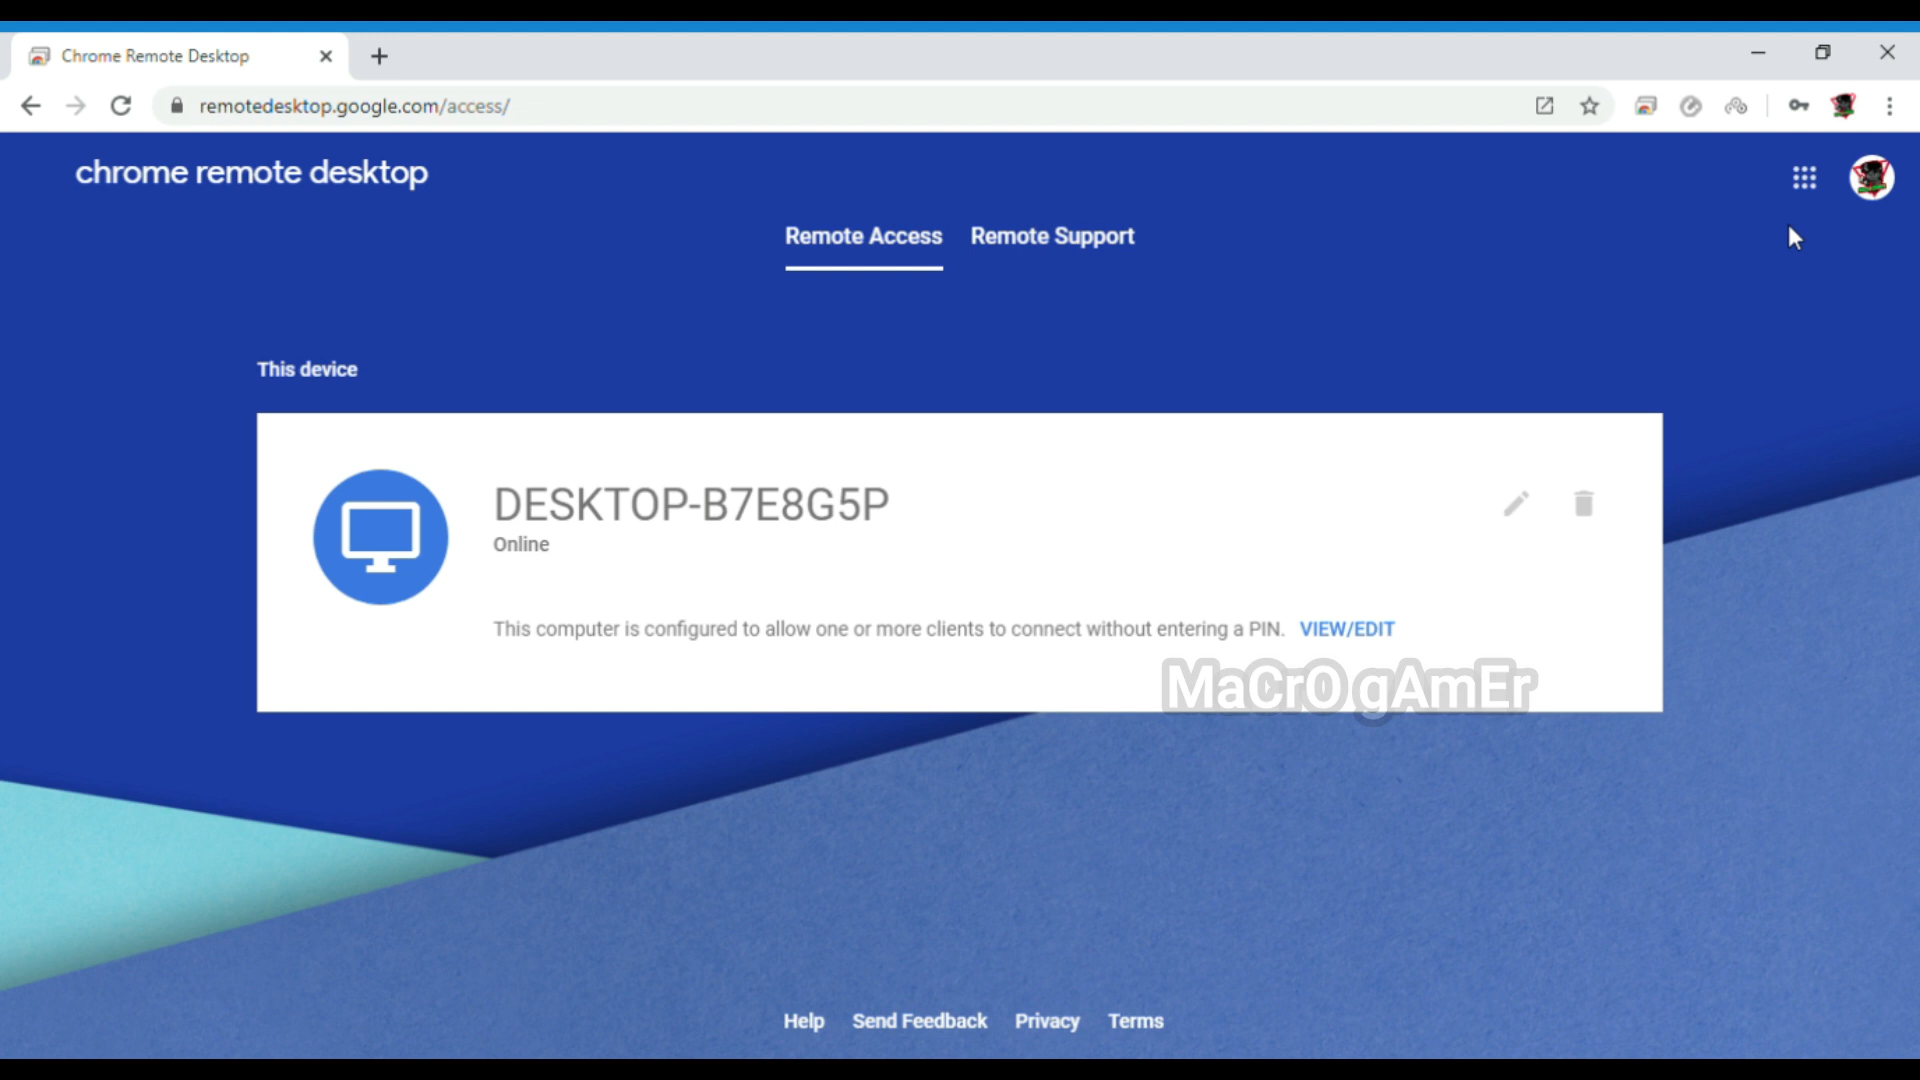 Chrome Remote Desktop
remotedesktop.google.com/access/
chrome remote desktop
Remote Access Remote Support
This device
DESKTOP-B7E8G5P
Online
This computer is configured to allow one or more clients to connect without entering a PIN. VIEW/EDIT
MaCrO gAmEr
Help Send Feedback Privacy Terms